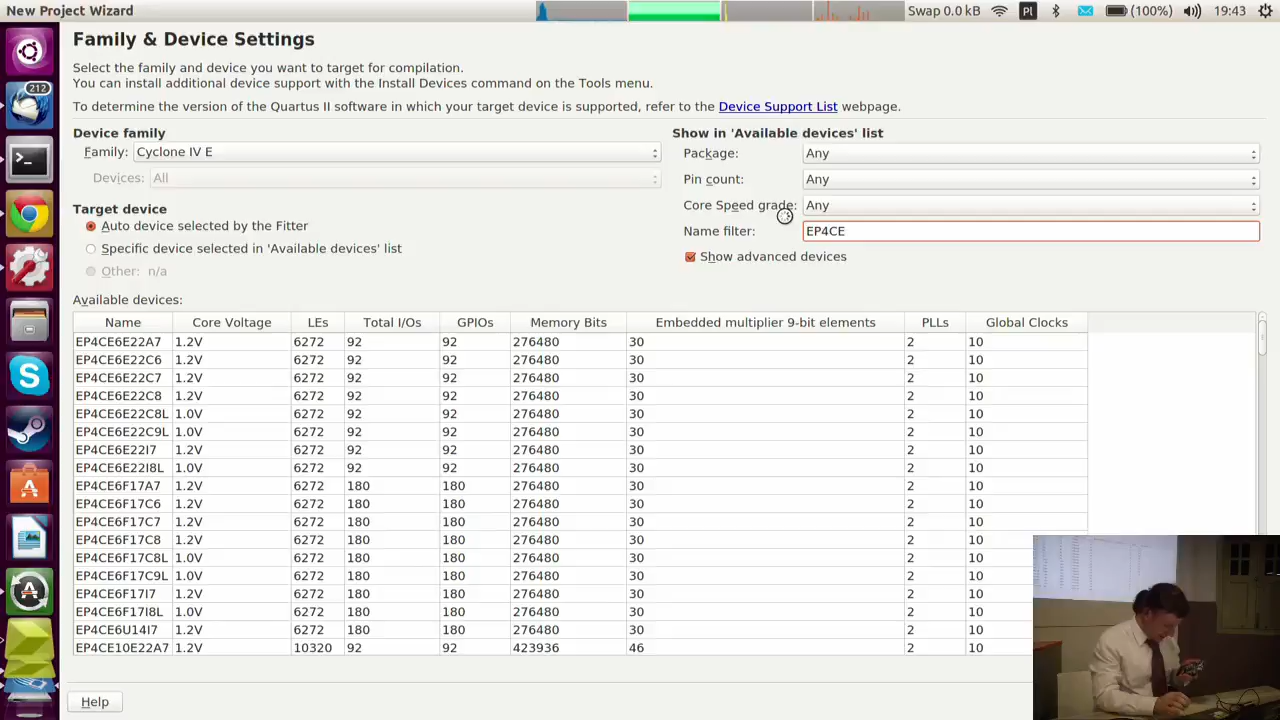 New Project Wizard Swap 0.0 kB Pl (100%) 19:43
212
Family & Device Settings
Select the family and device you want to target for compilation.
You can install additional device support with the Install Devices command on the Tools menu.
To determine the version of the Quartus II software in which your target device is supported, refer to the Device Support List webpage.
Device family
Family: Cyclone IV E
Devices: All
Target device
Auto device selected by the Fitter
Specific device selected in 'Available devices' list
Other: n/a
Show in 'Available devices' list
Package: Any
Pin count: Any
Core Speed grade: Any
Name filter: EP4CE
Show advanced devices
Available devices:
Name Core Voltage LEs Total I/Os GPIOs Memory Bits Embedded multiplier 9-bit elements PLLs Global Clocks
EP4CE6E22A7 1.2V 6272 92 92 276480 30 2 10
EP4CE6E22C6 1.2V 6272 92 92 276480 30 2 10
EP4CE6E22C7 1.2V 6272 92 92 276480 30 2 10
EP4CE6E22C8 1.2V 6272 92 92 276480 30 2 10
EP4CE6E22C8L 1.0V 6272 92 92 276480 30 2 10
EP4CE6E22C9L 1.0V 6272 92 92 276480 30 2 10
EP4CE6E22I7 1.2V 6272 92 92 276480 30 2 10
EP4CE6E22I8L 1.0V 6272 92 92 276480 30 2 10
EP4CE6F17A7 1.2V 6272 180 180 276480 30 2 10
EP4CE6F17C6 1.2V 6272 180 180 276480 30 2 10
EP4CE6F17C7 1.2V 6272 180 180 276480 30 2 10
EP4CE6F17C8 1.2V 6272 180 180 276480 30 2 10
EP4CE6F17C8L 1.0V 6272 180 180 276480 30 2 10
EP4CE6F17C9L 1.0V 6272 180 180 276480 30 2 10
EP4CE6F17I7 1.2V 6272 180 180 276480 30 2 10
EP4CE6F17I8L 1.0V 6272 180 180 276480 30 2 10
EP4CE6U14I7 1.2V 6272 180 180 276480 30 2 10
EP4CE10E22A7 1.2V 10320 92 92 423936 46 2 10
Help